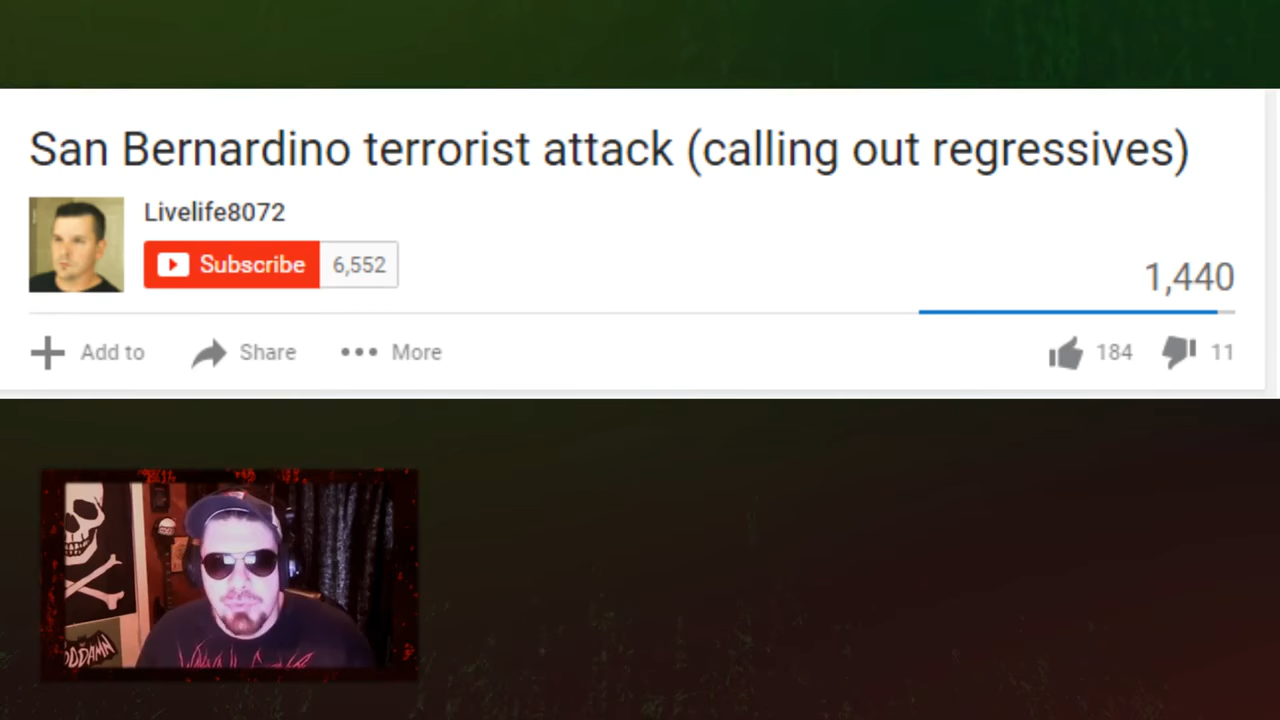 San Bernardino terrorist attack (calling out regressives)
Livelife8072
Subscribe 6,552
1,440
Add to Share More 184 11